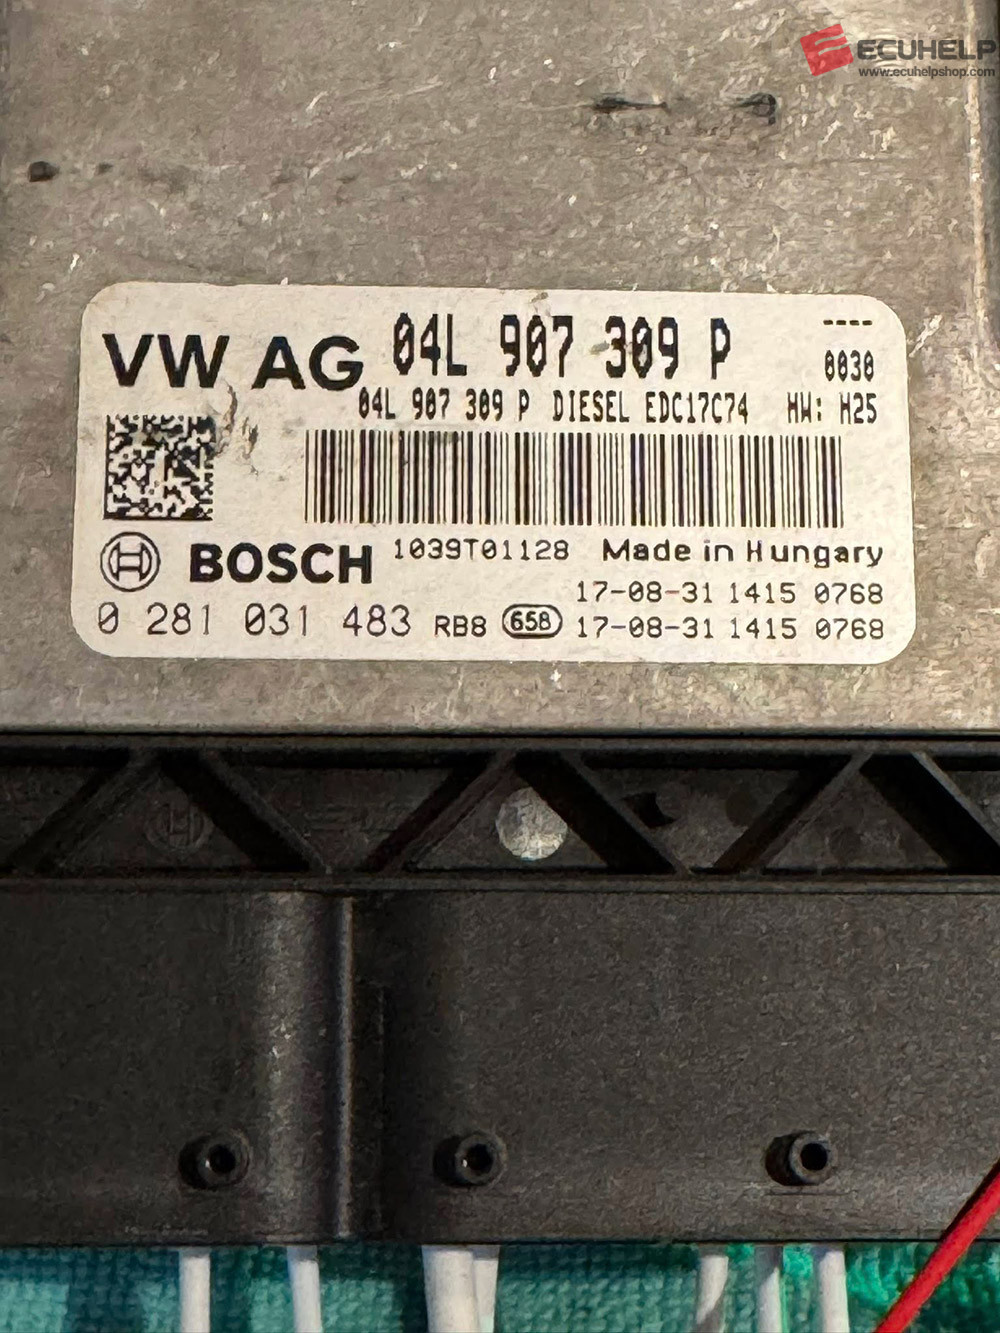 ECUHELP
www.ecuhelpshop.com
VW AG 04L 907 309 P ----
0030
04L 907 309 P DIESEL EDC17C74 HW: H25
BOSCH 1039T01128 Made in Hungary
17-08-31 1415 0768
0 281 031 483 RB8 658 17-08-31 1415 0768